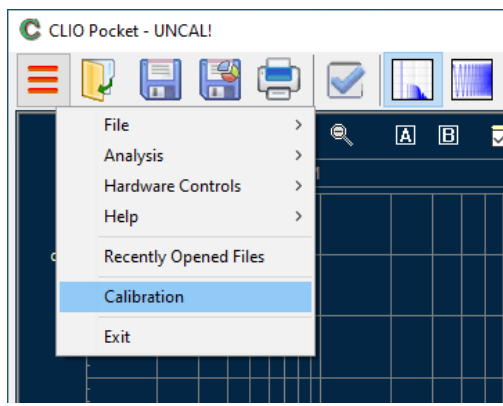 CLIO Pocket - UNCAL!
A B
File
Analysis
Hardware Controls
Help
Recently Opened Files
Calibration
Exit